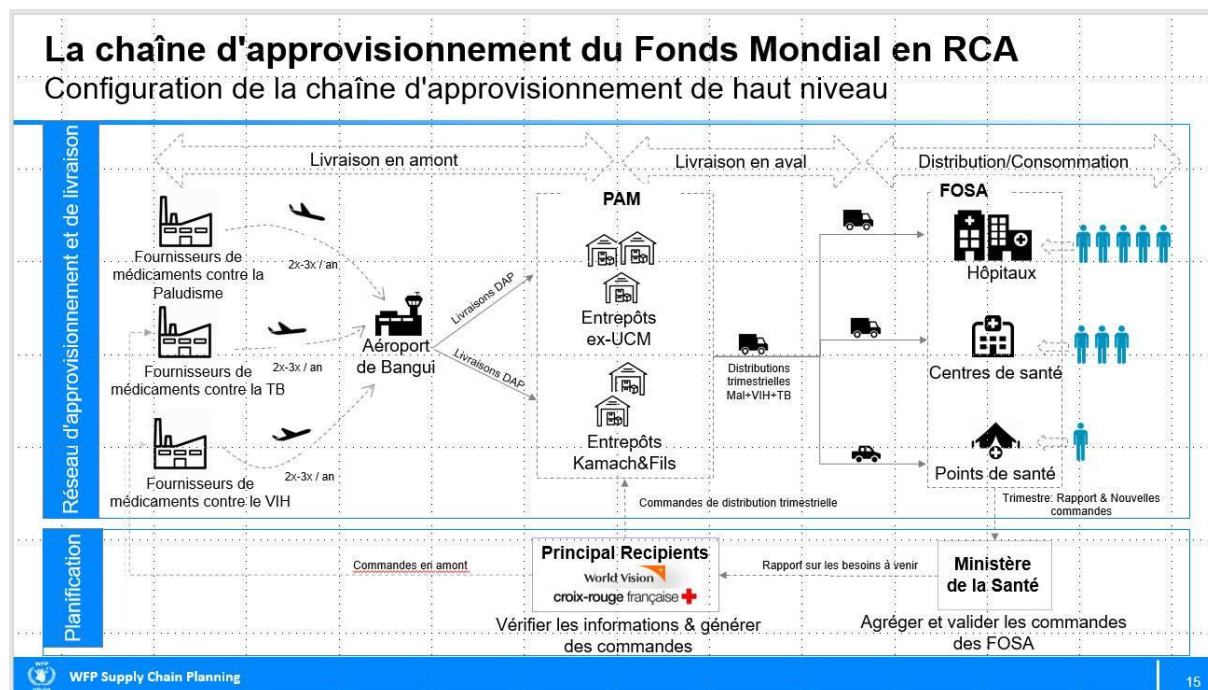 La chaîne d'approvisionnement du Fonds Mondial en RCA
Configuration de la chaîne d'approvisionnement de haut niveau
Réseau d'approvisionnement et de livraison
Livraison en amont
Livraison en aval
Distribution/Consommation
Fournisseurs de
médicaments contre la
Paludisme
2x-3x / an
Fournisseurs de
médicaments contre la TB
2x-3x / an
Fournisseurs de
médicaments contre le VIH
2x-3x / an
Aéroport
de Bangui
Livraisons DAP
Livraisons DAP
PAM
Entrepôts
ex-UCM
Entrepôts
Kamach&Fils
Distributions
trimestrielles
Mal+VIH+TB
FOSA
Hôpitaux
Centres de santé
Points de santé
Commandes de distribution trimestrielle
Trimestre: Rapport & Nouvelles
commandes
Planification
Commandes en amont
Principal Recipients
World Vision
croix-rouge française
Vérifier les informations & générer
des commandes
Rapport sur les besoins à venir
Ministère
de la Santé
Agréger et valider les commandes
des FOSA
WFP
WFP Supply Chain Planning
15